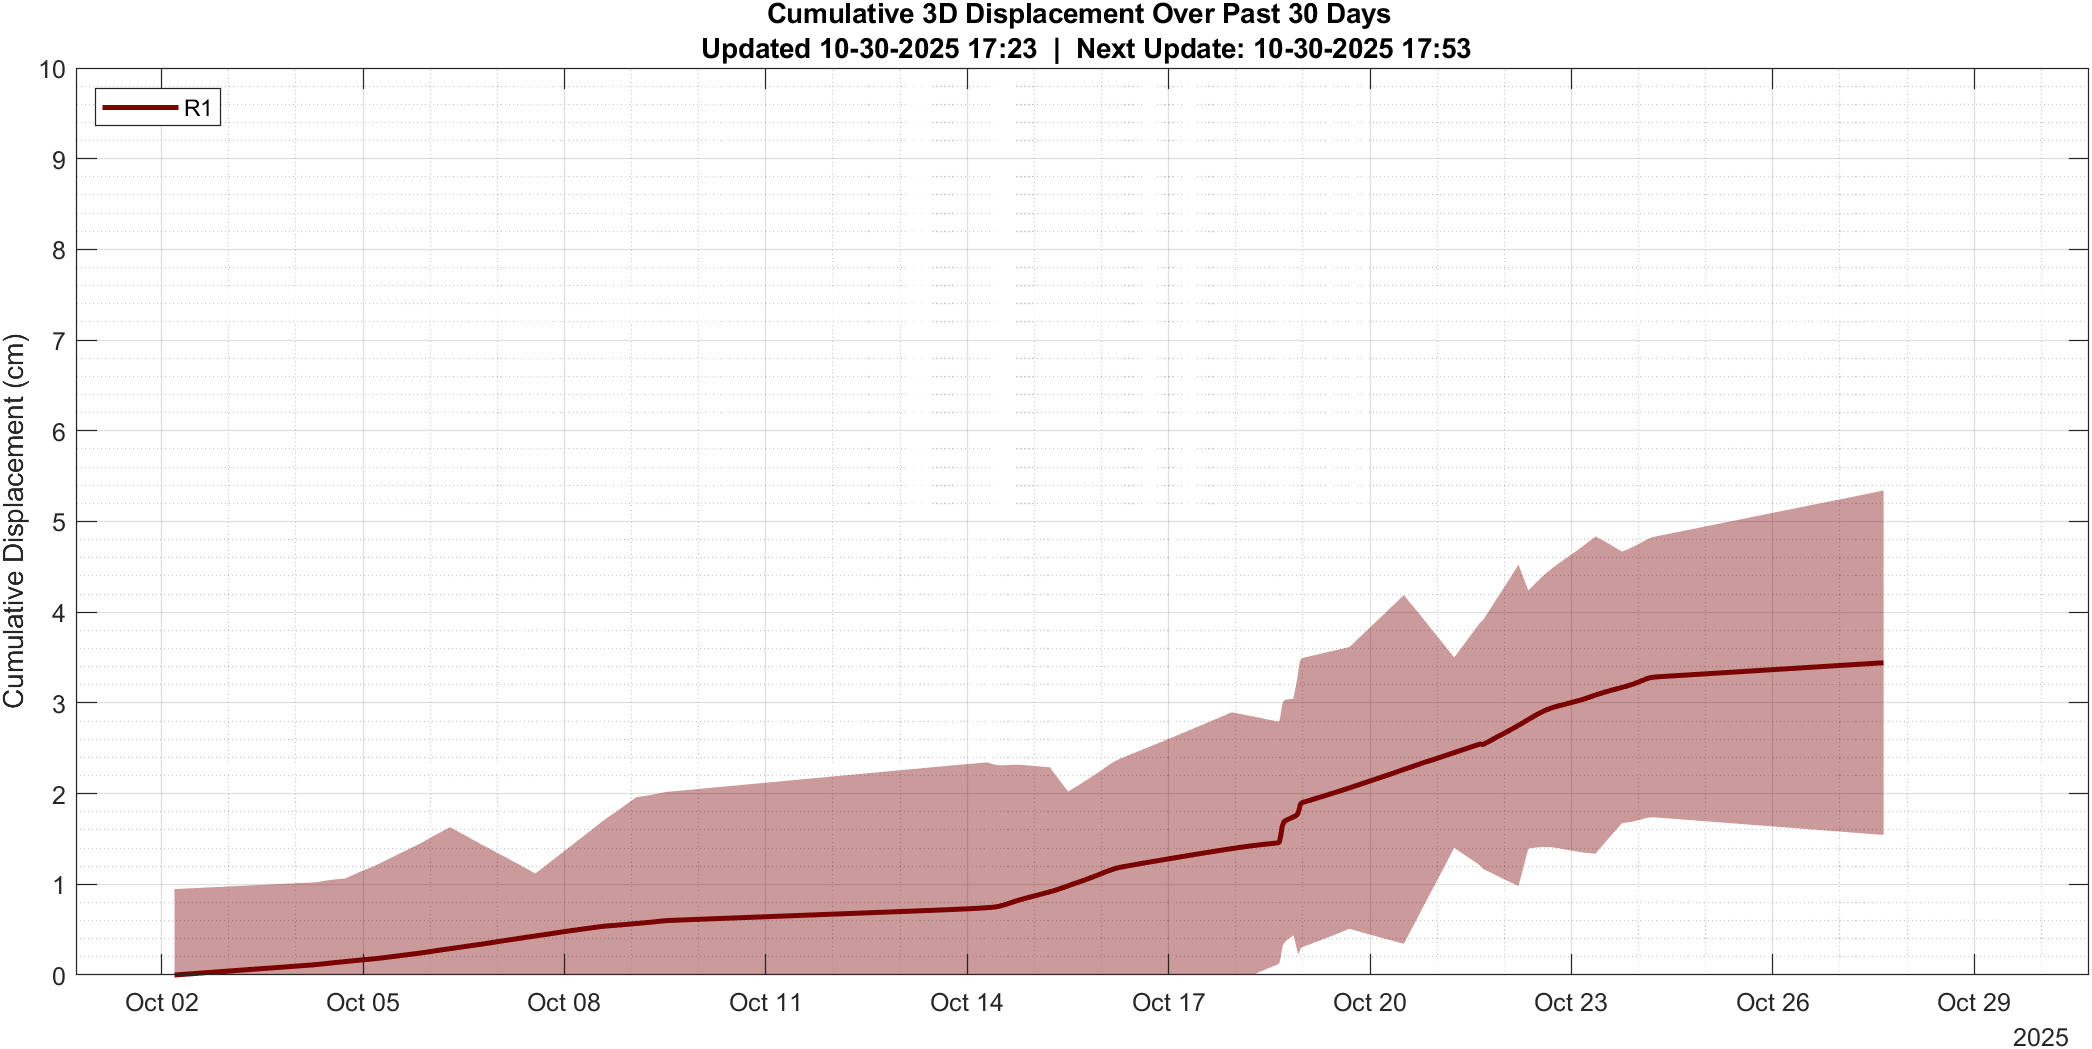 Cumulative 3D Displacement Over Past 30 Days
Updated 10-30-2025 17:23 | Next Update: 10-30-2025 17:53
R1
Cumulative Displacement (cm)
10
9
8
7
6
5
4
3
2
1
0
Oct 02 Oct 05 Oct 08 Oct 11 Oct 14 Oct 17 Oct 20 Oct 23 Oct 26 Oct 29
2025